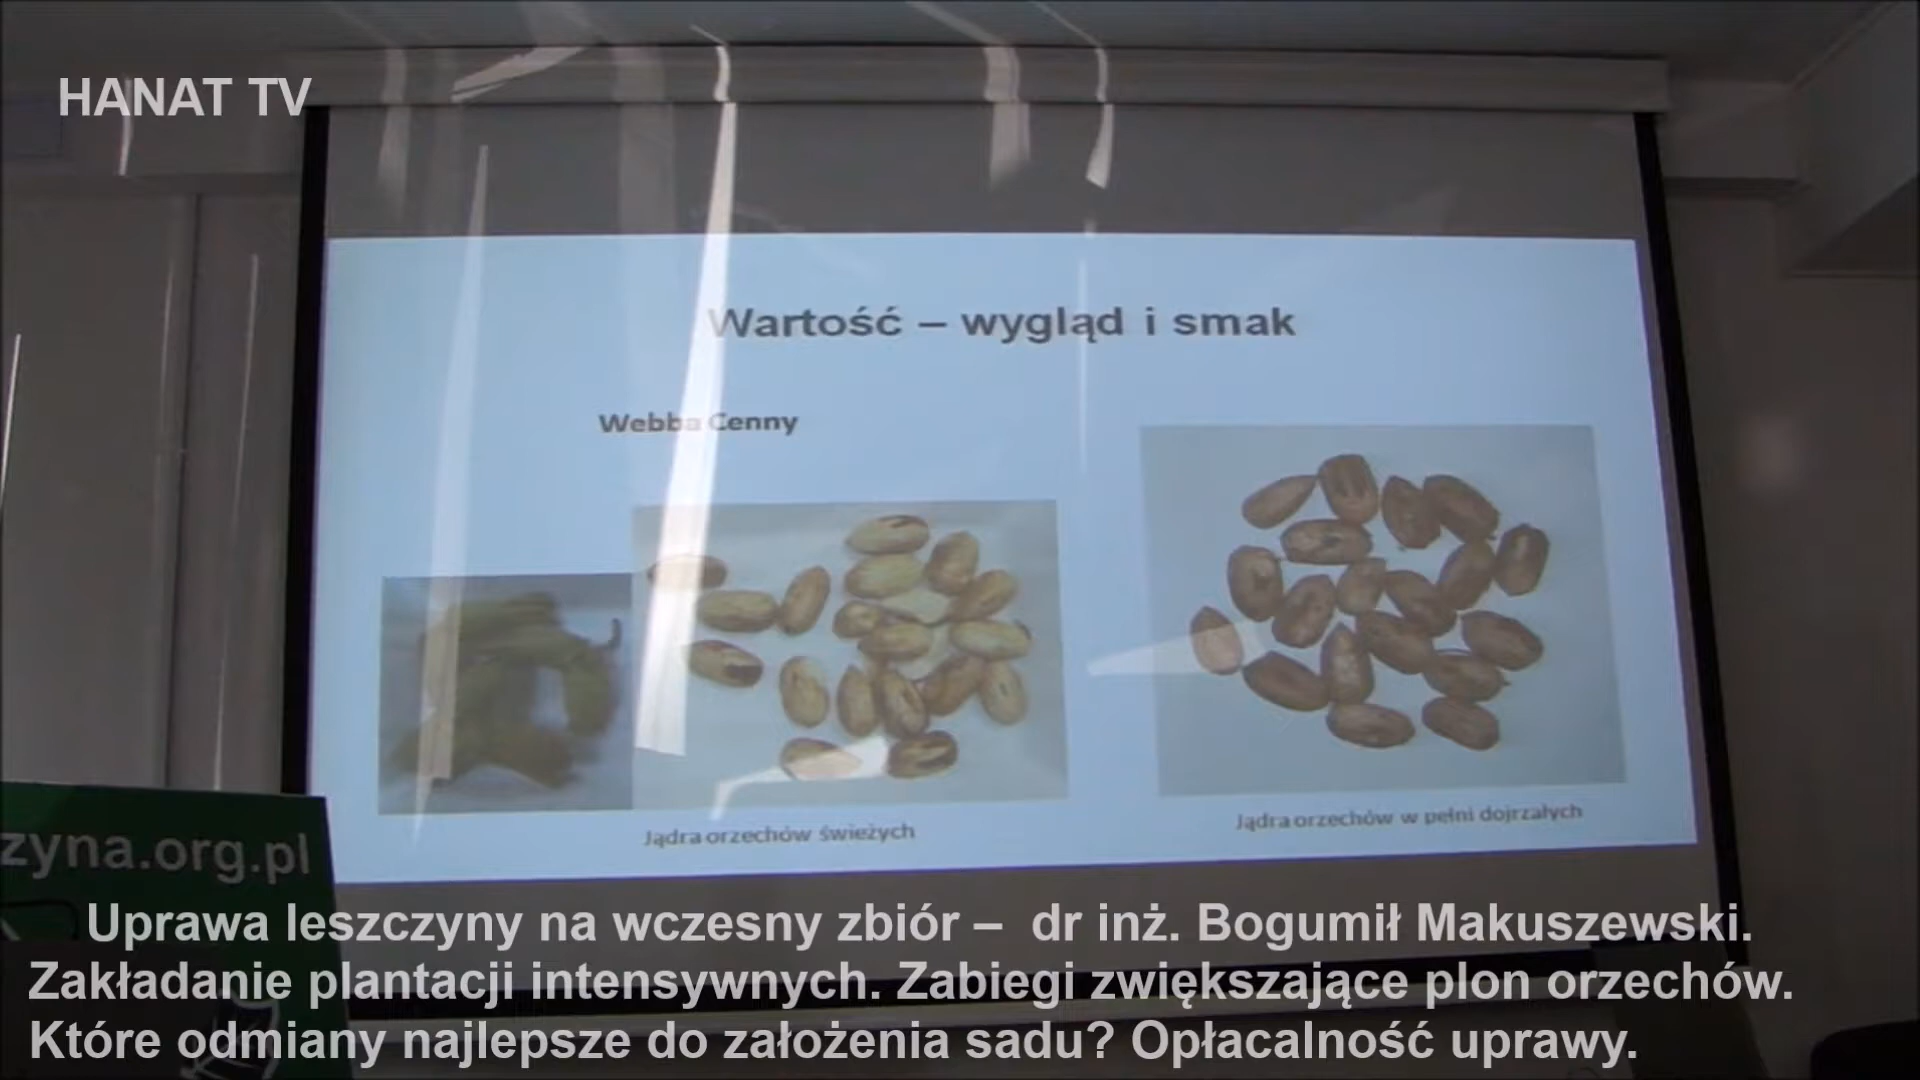 HANAT TV
Wartość – wygląd i smak
Webba Cenny
Jądra orzechów świeżych
Jądra orzechów w pełni dojrzałych
zyna.org.pl
Uprawa leszczyny na wczesny zbiór – dr inż. Bogumił Makuszewski.
Zakładanie plantacji intensywnych. Zabiegi zwiększające plon orzechów.
Które odmiany najlepsze do założenia sadu? Opłacalność uprawy.